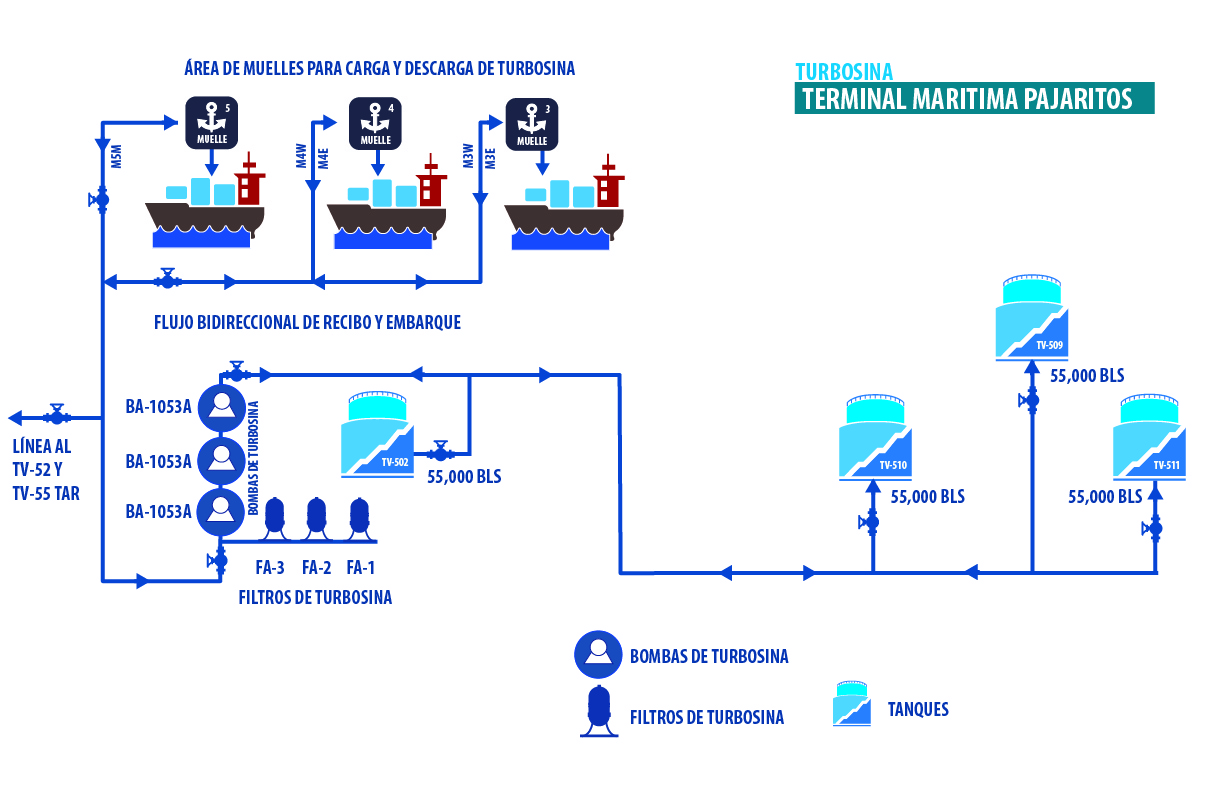 ÁREA DE MUELLES PARA CARGA Y DESCARGA DE TURBOSINA
TURBOSINA
TERMINAL MARITIMA PAJARITOS
5
MUELLE
4
MUELLE
3
MUELLE
M5M
M4W
M4E
M3W
M3E
FLUJO BIDIRECCIONAL DE RECIBO Y EMBARQUE
TV-509
55,000 BLS
BA-1053A
BA-1053A
BA-1053A
BOMBAS DE TURBOSINA
TV-502
55,000 BLS
TV-510
55,000 BLS
TV-511
55,000 BLS
LÍNEA AL
TV-52 Y
TV-55 TAR
FA-3
FA-2
FA-1
FILTROS DE TURBOSINA
BOMBAS DE TURBOSINA
FILTROS DE TURBOSINA
TANQUES